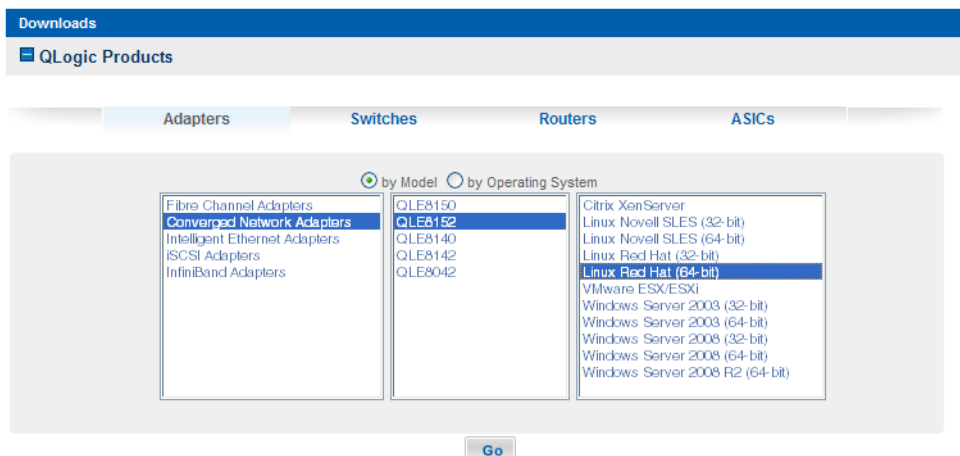 Downloads
QLogic Products
Adapters Switches Routers ASICs
by Model by Operating System
Fibre Channel Adapters
Converged Network Adapters
Intelligent Ethernet Adapters
iSCSI Adapters
InfiniBand Adapters
QLE8150
QLE8152
QLE8140
QLE8142
QLE8042
Citrix XenServer
Linux Novell SLES (32-bit)
Linux Novell SLES (64-bit)
Linux Red Hat (32-bit)
Linux Red Hat (64-bit)
VMware ESX/ESXi
Windows Server 2003 (32-bit)
Windows Server 2003 (64-bit)
Windows Server 2008 (32-bit)
Windows Server 2008 (64-bit)
Windows Server 2008 R2 (64-bit)
Go